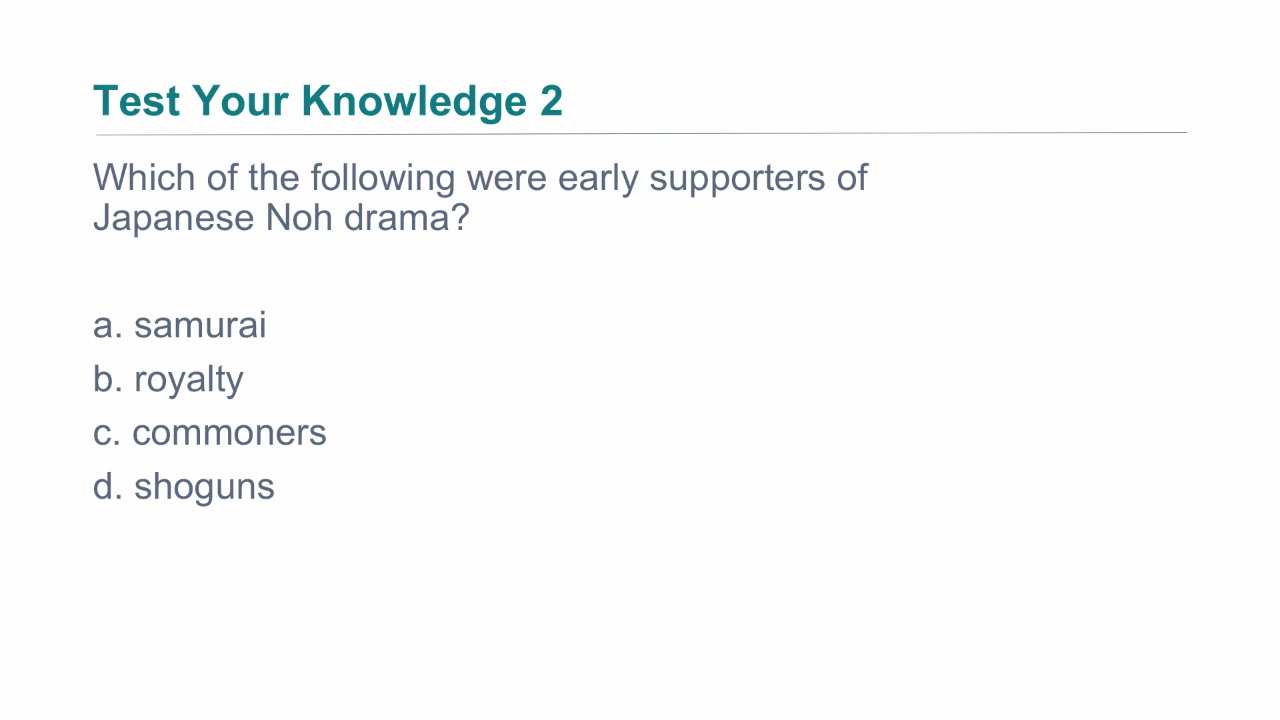 Test Your Knowledge 2
Which of the following were early supporters of
Japanese Noh drama?
a. samurai
b. royalty
c. commoners
d. shoguns